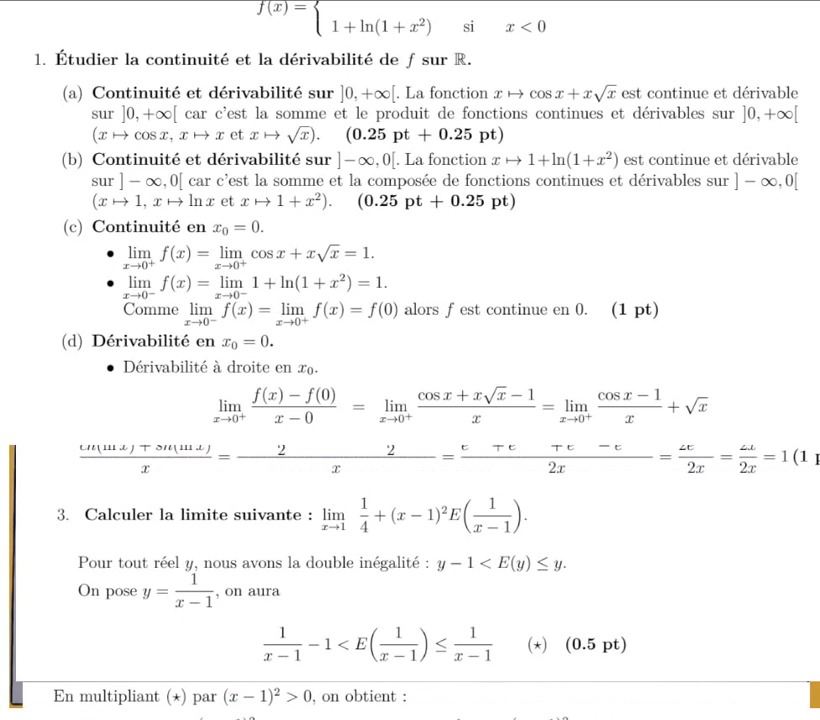 f(x) = {
1 + ln(1 + x²) si x < 0
1. Étudier la continuité et la dérivabilité de f sur ℝ.
(a) Continuité et dérivabilité sur ]0, +∞[. La fonction x ↦ cos x + x√x est continue et dérivable
sur ]0, +∞[ car c'est la somme et le produit de fonctions continues et dérivables sur ]0, +∞[
(x ↦ cos x, x ↦ x et x ↦ √x). (0.25 pt + 0.25 pt)
(b) Continuité et dérivabilité sur ]−∞, 0[. La fonction x ↦ 1+ln(1+x²) est continue et dérivable
sur ] − ∞, 0[ car c'est la somme et la composée de fonctions continues et dérivables sur ] − ∞, 0[
(x ↦ 1, x ↦ ln x et x ↦ 1 + x²). (0.25 pt + 0.25 pt)
(c) Continuité en x₀ = 0.
• lim_{x→0⁺} f(x) = lim_{x→0⁺} cos x + x√x = 1.
• lim_{x→0⁻} f(x) = lim_{x→0⁻} 1 + ln(1 + x²) = 1.
Comme lim_{x→0⁻} f(x) = lim_{x→0⁺} f(x) = f(0) alors f est continue en 0. (1 pt)
(d) Dérivabilité en x₀ = 0.
• Dérivabilité à droite en x₀.
lim_{x→0⁺} (f(x) − f(0))/(x − 0) = lim_{x→0⁺} (cos x + x√x − 1)/x = lim_{x→0⁺} (cos x − 1)/x + √x
= 2x/2x = 1 (1 p
3. Calculer la limite suivante : lim_{x→1} 1/4 + (x − 1)²E(1/(x − 1)).
Pour tout réel y, nous avons la double inégalité : y − 1 < E(y) ≤ y.
On pose y = 1/(x − 1), on aura
1/(x − 1) − 1 < E(1/(x − 1)) ≤ 1/(x − 1) (⋆) (0.5 pt)
En multipliant (⋆) par (x − 1)² > 0, on obtient :